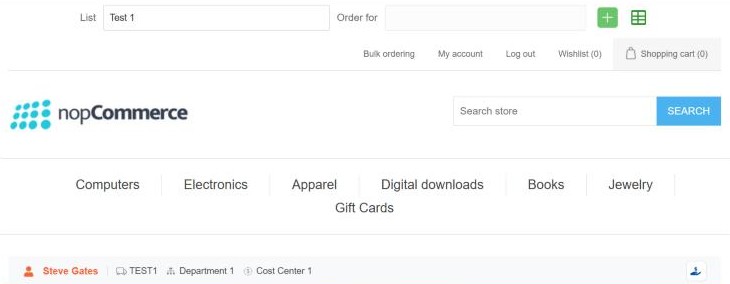 List Test 1 Order for
Bulk ordering My account Log out Wishlist (0) Shopping cart (0)
nopCommerce Search store SEARCH
Computers Electronics Apparel Digital downloads Books Jewelry
Gift Cards
Steve Gates TEST1 Department 1 Cost Center 1